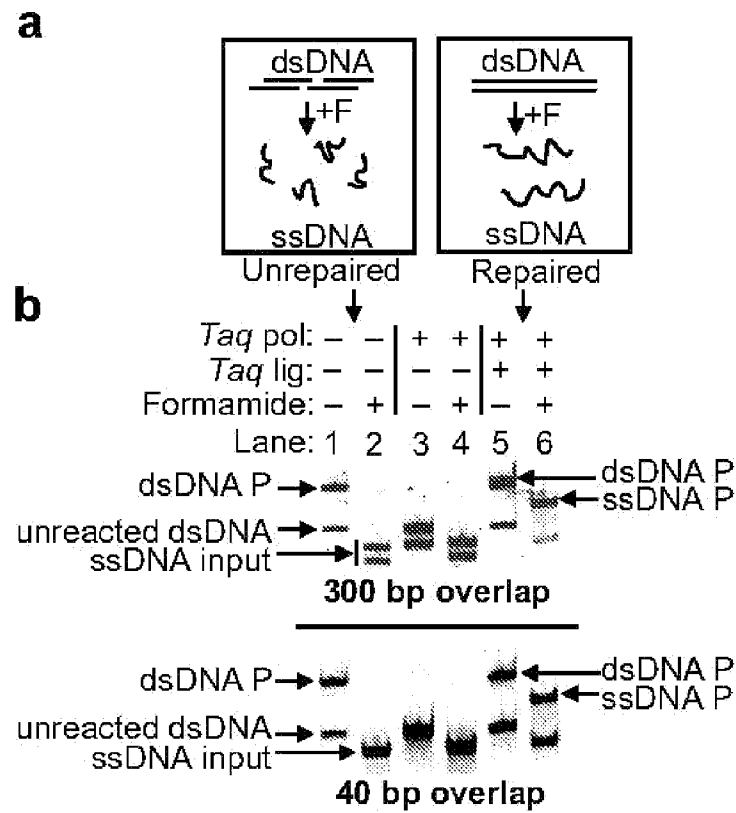 a
dsDNA
+F
ssDNA
Unrepaired
dsDNA
+F
ssDNA
Repaired
b
Taq pol: – – + + + +
Taq lig: – – – – + +
Formamide: – + – + – +
Lane: 1 2 3 4 5 6
dsDNA P
unreacted dsDNA
ssDNA input
dsDNA P
ssDNA P
300 bp overlap
dsDNA P
unreacted dsDNA
ssDNA input
dsDNA P
ssDNA P
40 bp overlap